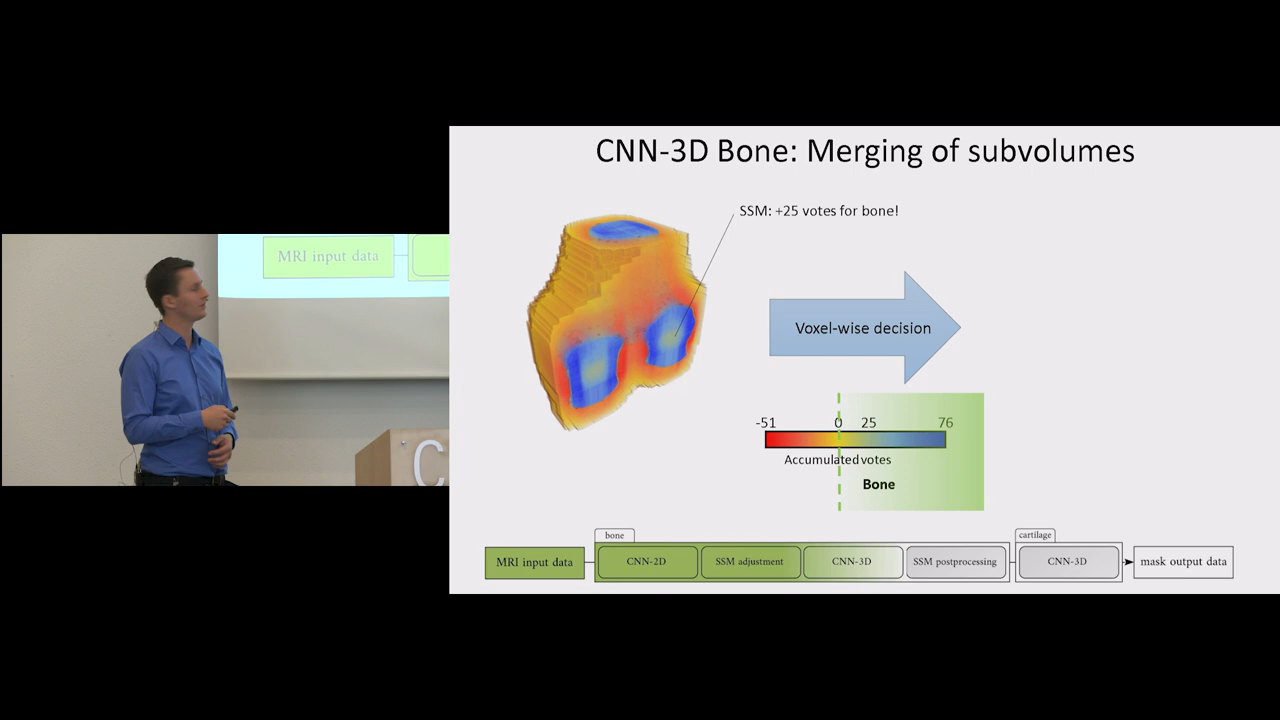 CNN-3D Bone: Merging of subvolumes
SSM: +25 votes for bone!
MRI input data
Voxel-wise decision
-51 0 25 76
Accumulated votes
Bone
C
bone
cartilage
MRI input data CNN-2D SSM adjustment CNN-3D SSM postprocessing CNN-3D mask output data